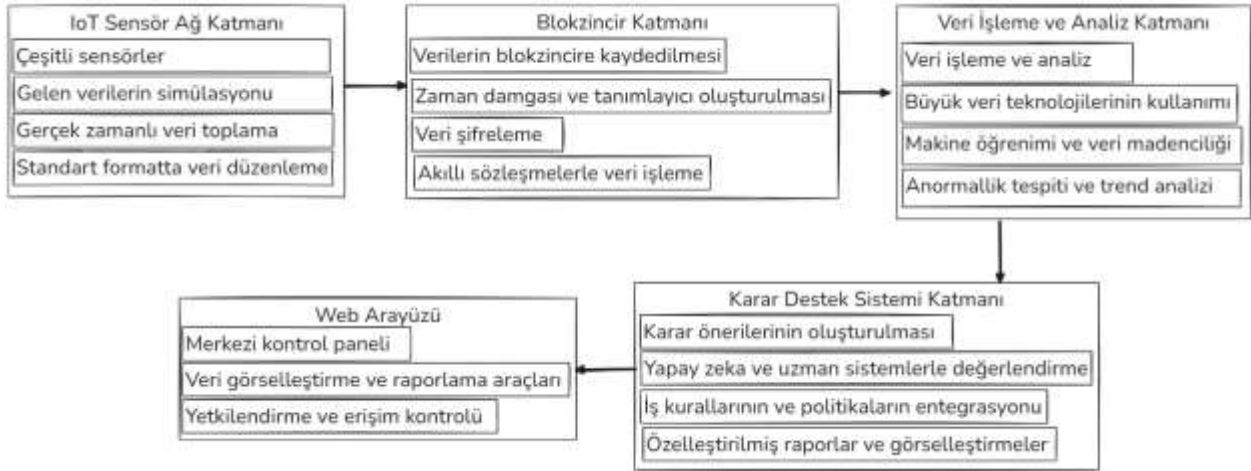 IoT Sensör Ağ Katmanı
Çeşitli sensörler
Gelen verilerin simülasyonu
Gerçek zamanlı veri toplama
Standart formatta veri düzenleme
Blokzincir Katmanı
Verilerin blokzincire kaydedilmesi
Zaman damgası ve tanımlayıcı oluşturulması
Veri şifreleme
Akıllı sözleşmelerle veri işleme
Veri İşleme ve Analiz Katmanı
Veri işleme ve analiz
Büyük veri teknolojilerinin kullanımı
Makine öğrenimi ve veri madenciliği
Anormallik tespiti ve trend analizi
Karar Destek Sistemi Katmanı
Karar önerilerinin oluşturulması
Yapay zeka ve uzman sistemlerle değerlendirme
İş kurallarının ve politikaların entegrasyonu
Özelleştirilmiş raporlar ve görselleştirmeler
Web Arayüzü
Merkezi kontrol paneli
Veri görselleştirme ve raporlama araçları
Yetkilendirme ve erişim kontrolü